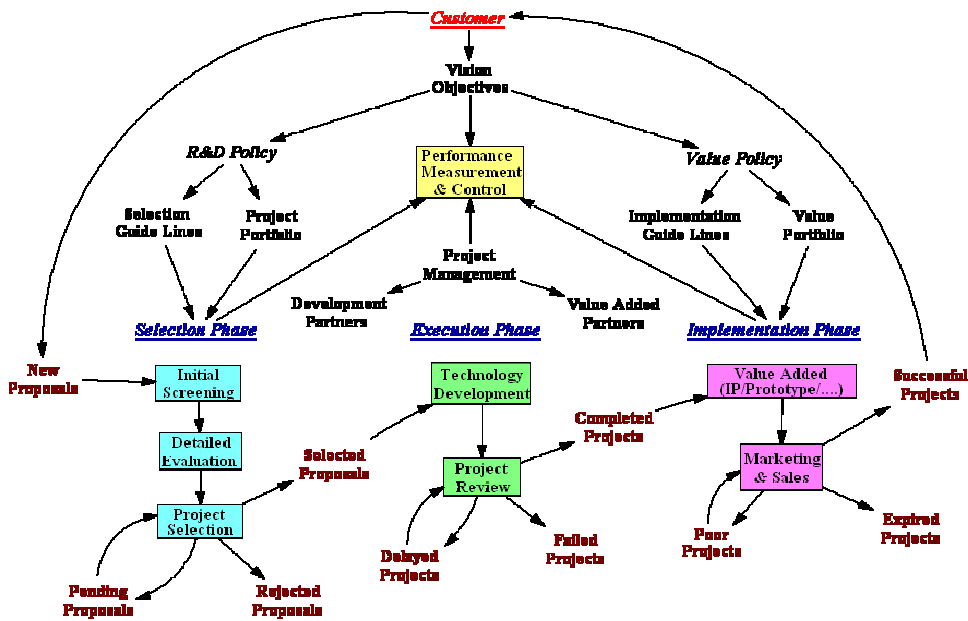 Customer
Vision
Objectives
R&D Policy
Performance
Measurement
& Control
Value Policy
Selection
Guide Lines
Project
Portfolio
Implementation
Guide Lines
Value
Portfolio
Project
Management
Development
Partners
Value Added
Partners
Selection Phase
Execution Phase
Implementation Phase
New
Proposals
Initial
Screening
Technology
Development
Value Added
(IP/Prototype/....)
Successful
Projects
Detailed
Evaluation
Selected
Proposals
Completed
Projects
Project
Review
Marketing
& Sales
Project
Selection
Pending
Proposals
Rejected
Proposals
Delayed
Projects
Failed
Projects
Poor
Projects
Expired
Projects